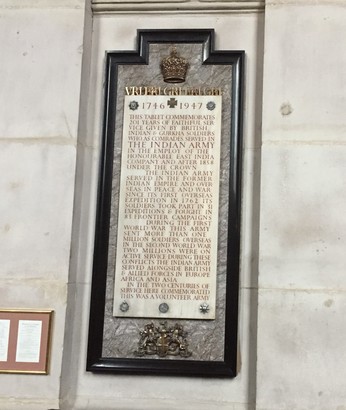 1746 1947
THIS TABLET COMMEMORATES
201 YEARS OF FAITHFUL SER
VICE GIVEN BY BRITISH,
INDIAN & GURKHA SOLDIERS
WHO, AS COMRADES, SERVED IN
THE INDIAN ARMY
IN THE EMPLOY OF THE
HONOURABLE EAST INDIA
COMPANY AND AFTER 1858
UNDER THE CROWN
THE INDIAN ARMY
SERVED IN THE FORMER
INDIAN EMPIRE AND OVER
SEAS IN PEACE AND WAR
SINCE ITS FIRST OVERSEAS
EXPEDITION IN 1762 ITS
SOLDIERS TOOK PART IN
EXPEDITIONS & FOUGHT IN
FRONTIER CAMPAIGNS
DURING THE FIRST
WORLD WAR THIS ARMY
SENT MORE THAN ONE
MILLION SOLDIERS OVERSEAS
IN THE SECOND WORLD WAR
TWO MILLIONS WERE ON
ACTIVE SERVICE DURING THESE
CONFLICTS THE INDIAN ARMY
SERVED ALONGSIDE BRITISH
& ALLIED FORCES IN EUROPE
AFRICA AND ASIA
IN THE TWO CENTURIES OF
SERVICE HERE COMMEMORATED
THIS WAS A VOLUNTEER ARMY